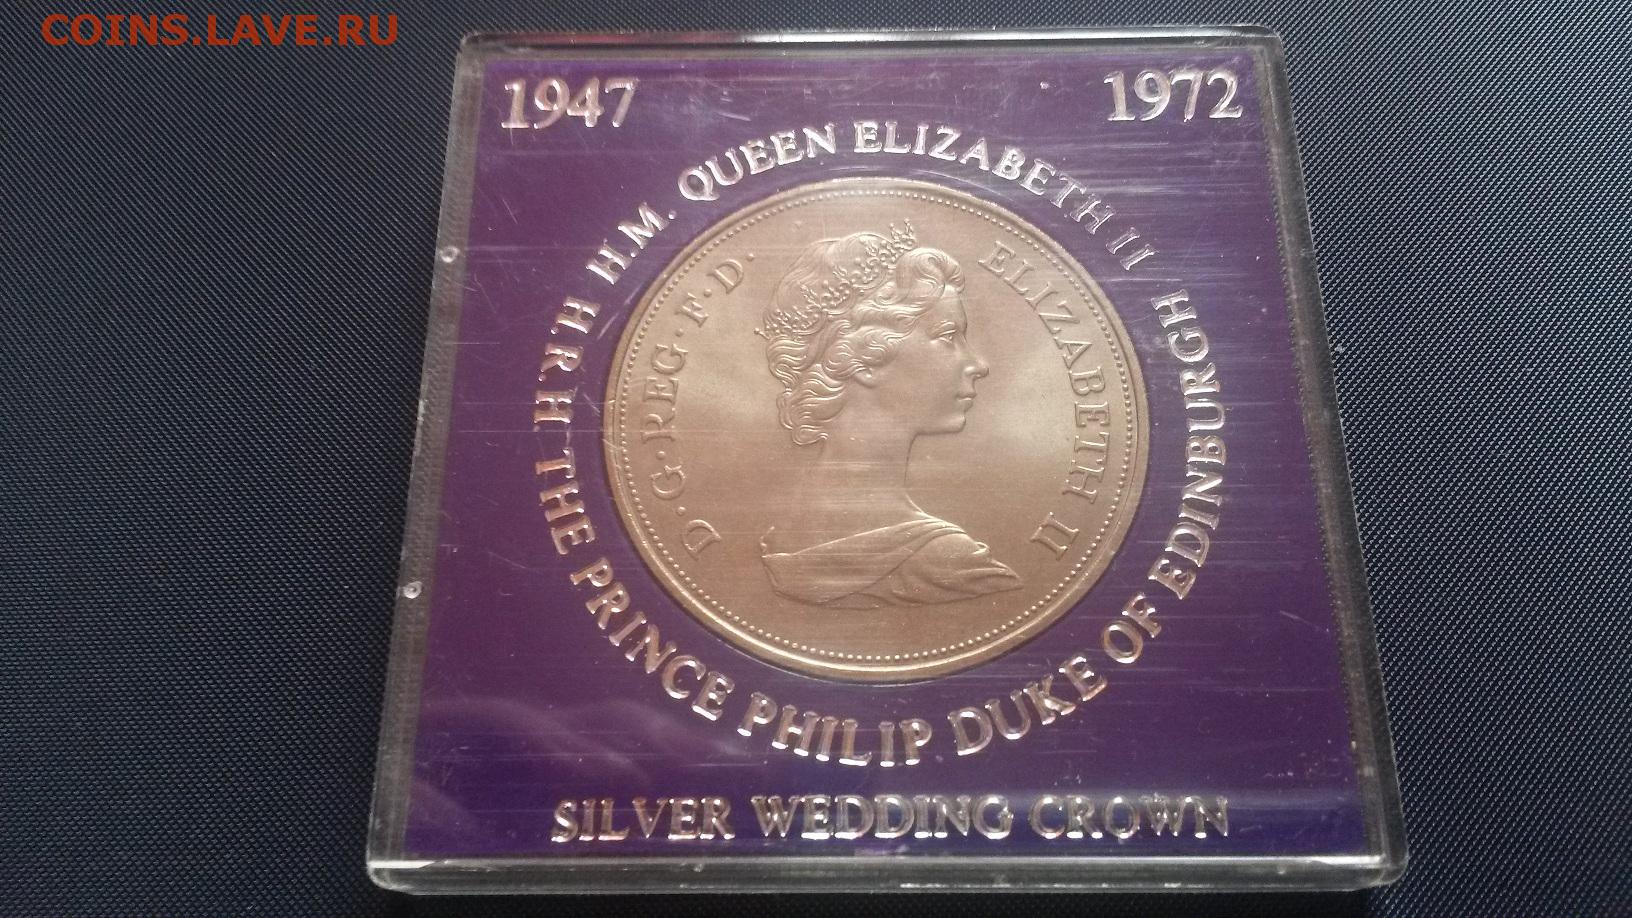 COINS.LAVE.RU
1947 1972
H.M. QUEEN ELIZABETH II
H.R.H THE PRINCE PHILIP DUKE OF EDINBURGH
D·G·REG·F·D· ELIZABETH II
SILVER WEDDING CROWN